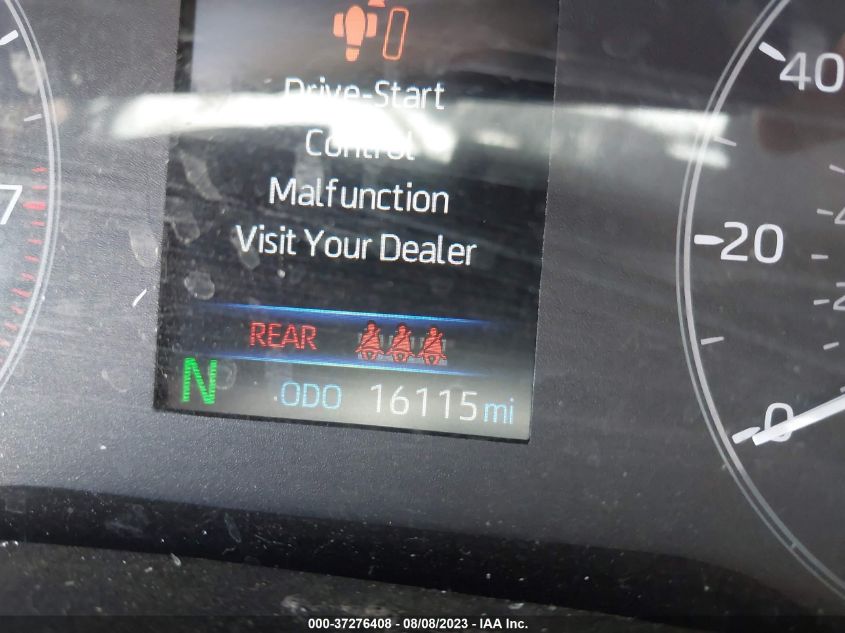 Drive-Start
Control
Malfunction
Visit Your Dealer
REAR
N ODO 16115 mi
7
40
20
0
000-37276408 - 08/08/2023 - IAA Inc.